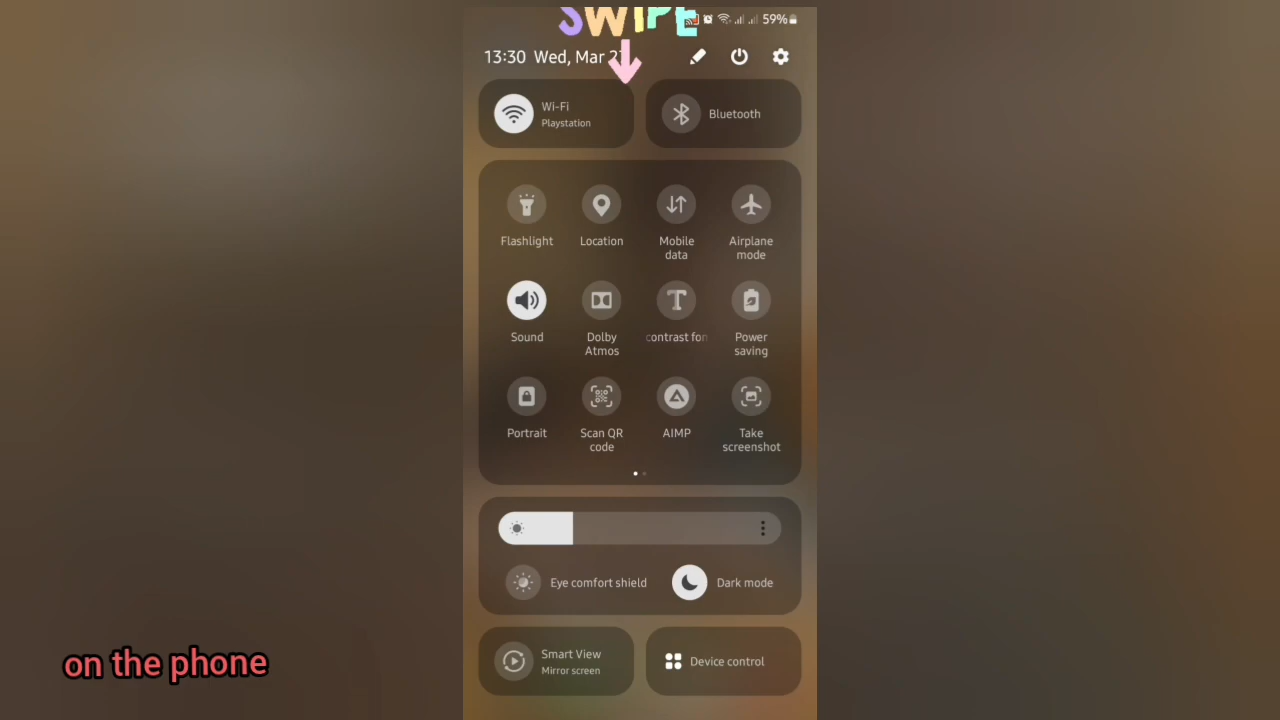 SWIPE
59%
13:30 Wed, Mar
Wi-Fi
Playstation
Bluetooth
Flashlight
Location
Mobile
data
Airplane
mode
Sound
Dolby
Atmos
contrast fon
Power
saving
Portrait
Scan QR
code
AIMP
Take
screenshot
Eye comfort shield
Dark mode
Smart View
Mirror screen
Device control
on the phone